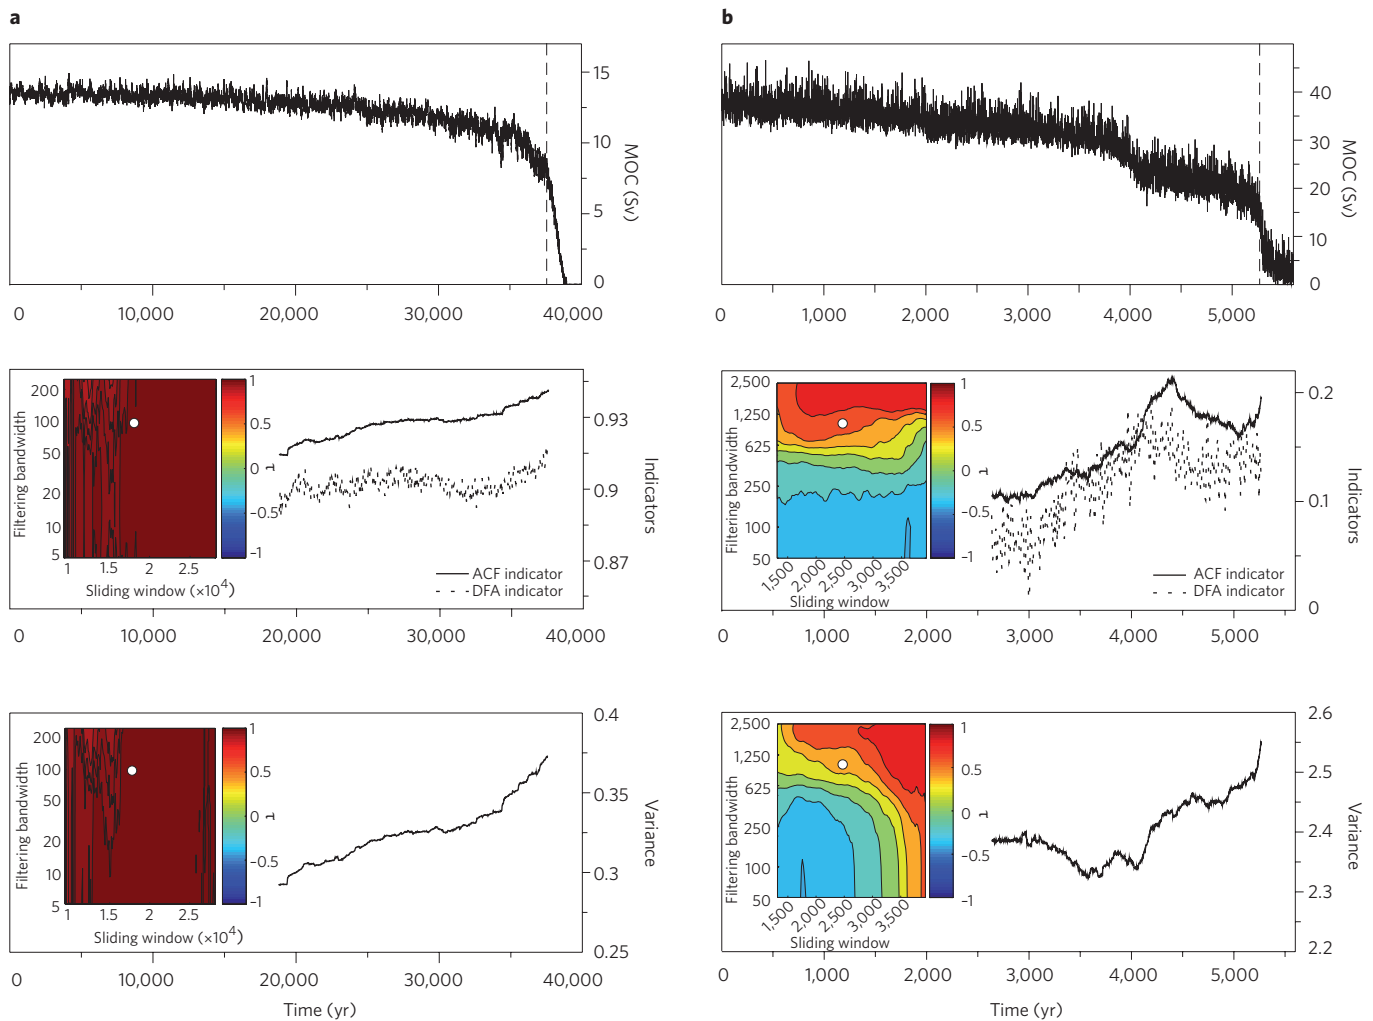 a
15
10
5
0
MOC (Sv)
0 10,000 20,000 30,000 40,000
b
40
30
20
10
0
MOC (Sv)
0 1,000 2,000 3,000 4,000 5,000
200
100
50
20
10
5
Filtering bandwidth
1 1.5 2 2.5
Sliding window (×10⁴)
1
0.5
0
−0.5
−1
τ
0.93
0.9
0.87
Indicators
ACF indicator
DFA indicator
0 10,000 20,000 30,000 40,000
2,500
1,250
625
250
100
50
Filtering bandwidth
1,500 2,000 2,500 3,000 3,500
Sliding window
1
0.5
0
−0.5
−1
τ
0.2
0.1
0
Indicators
ACF indicator
DFA indicator
0 1,000 2,000 3,000 4,000 5,000
200
100
50
20
10
5
Filtering bandwidth
1 1.5 2 2.5
Sliding window (×10⁴)
1
0.5
0
−0.5
−1
τ
0.4
0.35
0.3
0.25
Variance
0 10,000 20,000 30,000 40,000
Time (yr)
2,500
1,250
625
250
100
50
Filtering bandwidth
1,500 2,000 2,500 3,000 3,500
Sliding window
1
0.5
0
−0.5
−1
τ
2.6
2.5
2.4
2.3
2.2
Variance
0 1,000 2,000 3,000 4,000 5,000
Time (yr)